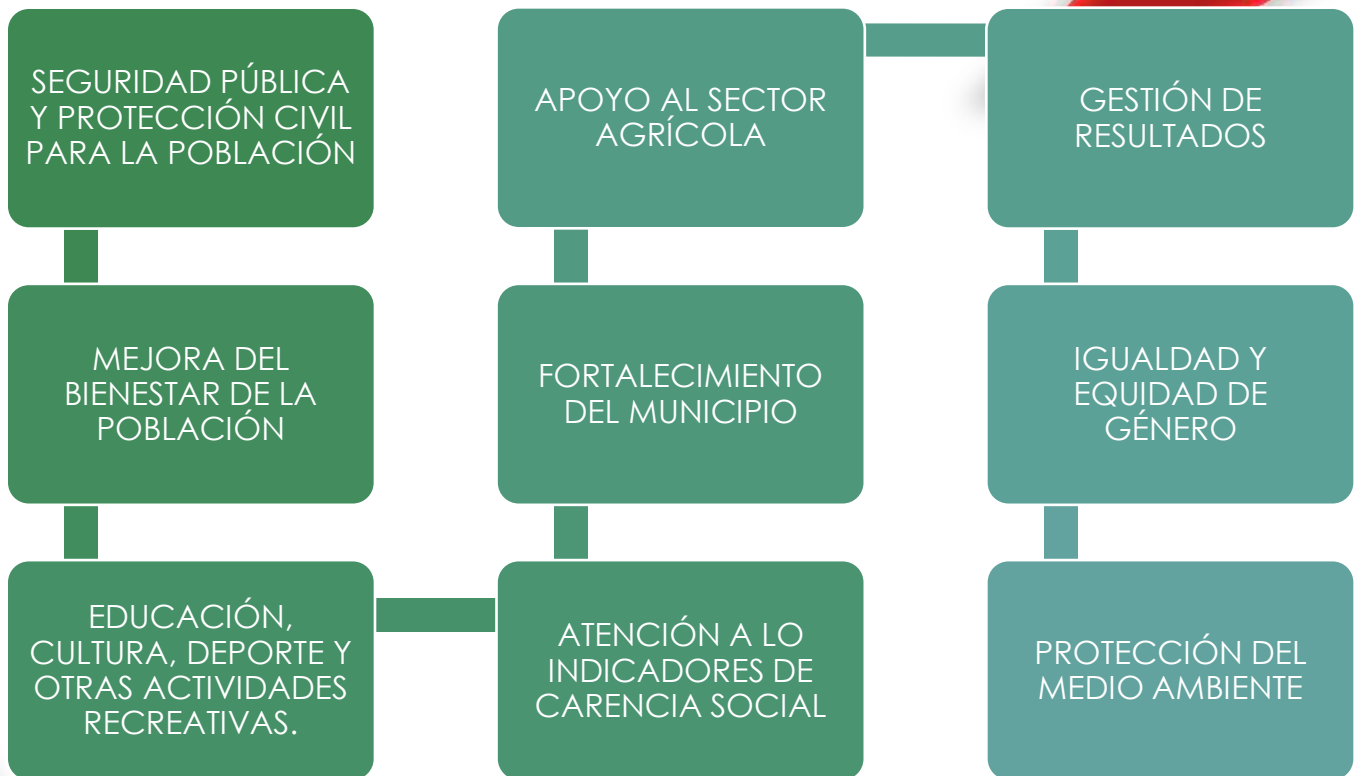 SEGURIDAD PÚBLICA
Y PROTECCIÓN CIVIL
PARA LA POBLACIÓN
MEJORA DEL
BIENESTAR DE LA
POBLACIÓN
EDUCACIÓN,
CULTURA, DEPORTE Y
OTRAS ACTIVIDADES
RECREATIVAS.
ATENCIÓN A LO
INDICADORES DE
CARENCIA SOCIAL
FORTALECIMIENTO
DEL MUNICIPIO
APOYO AL SECTOR
AGRÍCOLA
GESTIÓN DE
RESULTADOS
IGUALDAD Y
EQUIDAD DE
GÉNERO
PROTECCIÓN DEL
MEDIO AMBIENTE